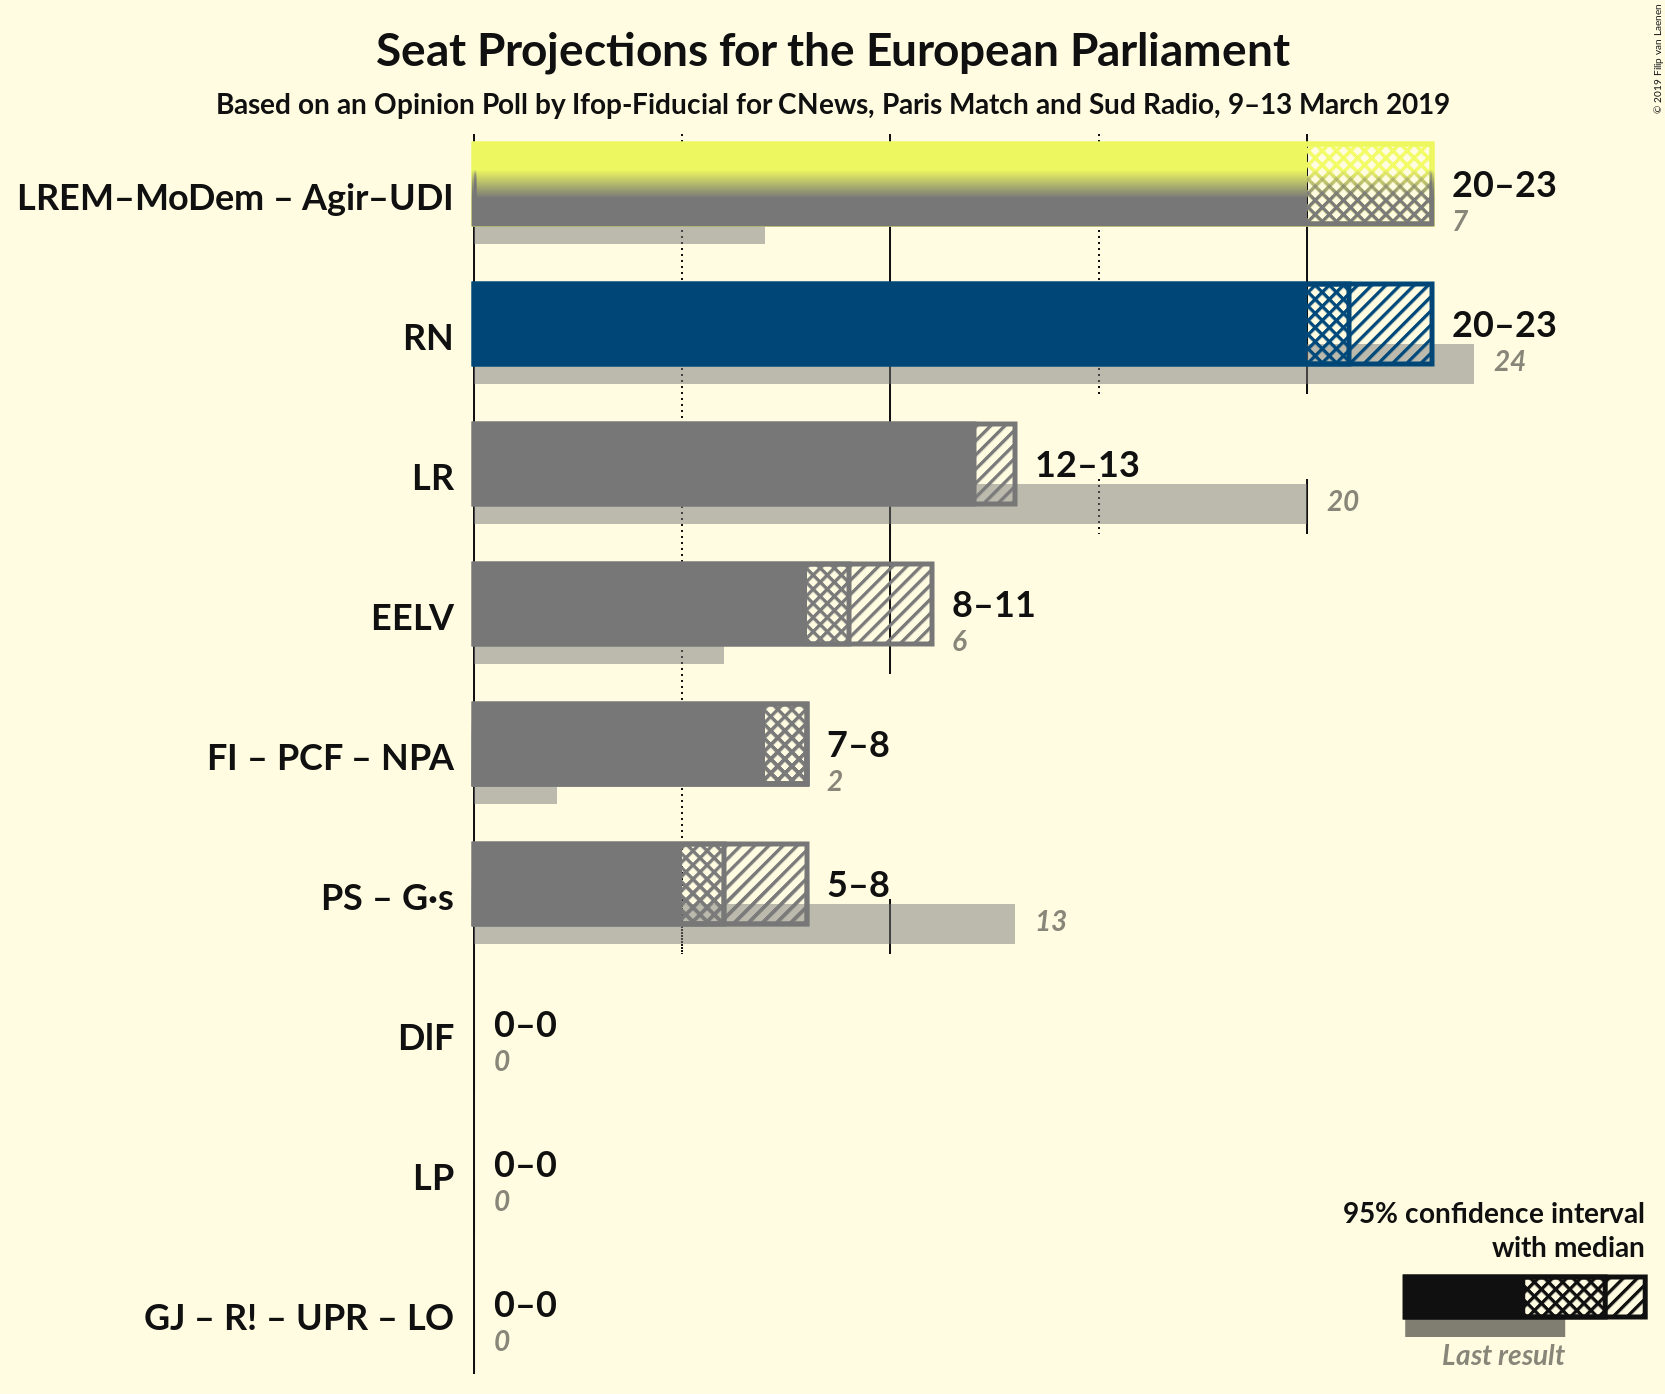 Seat Projections for the European Parliament
Based on an Opinion Poll by Ifop-Fiducial for CNews, Paris Match and Sud Radio, 9–13 March 2019
© 2019 Filip van Laenen
LREM–MoDem – Agir–UDI
20–23
7
RN
20–23
24
LR
12–13
20
EELV
8–11
6
FI – PCF – NPA
7–8
2
PS – G·s
5–8
13
DlF
0–0
0
LP
0–0
0
GJ – R! – UPR – LO
0–0
0
95% confidence interval
with median
Last result